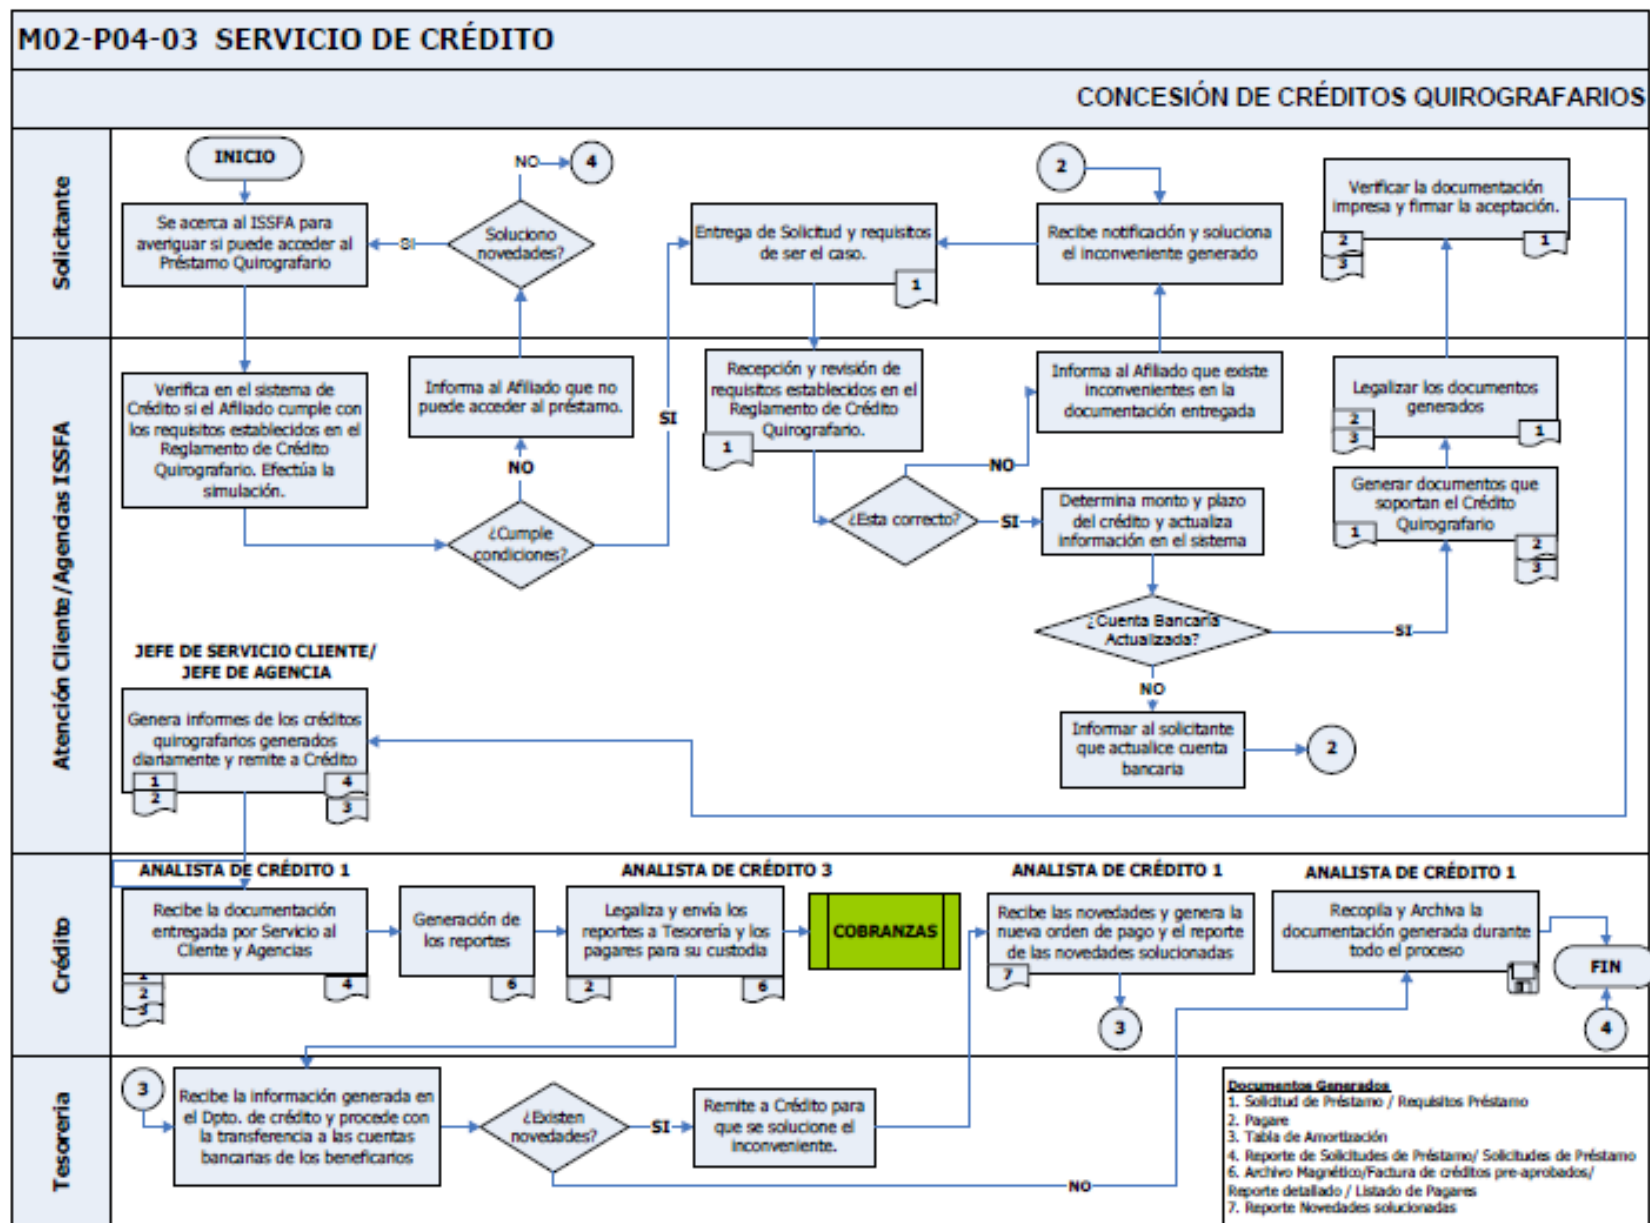 M02-P04-03 SERVICIO DE CRÉDITO
CONCESIÓN DE CRÉDITOS QUIROGRAFARIOS
Solicitante
INICIO
Se acerca al ISSFA para
averiguar si puede acceder al
Préstamo Quirografario
SI
Soluciono
novedades?
NO
4
Entrega de Solicitud y requisitos
de ser el caso.
1
2
Recibe notificación y soluciona
el inconveniente generado
Verificar la documentación
impresa y firmar la aceptación.
2
3
1
Atención Cliente/Agendas ISSFA
Verifica en el sistema de
Crédito si el Afiliado cumple con
los requisitos establecidos en el
Reglamento de Crédito
Quirografario. Efectúa la
simulación.
Informa al Afiliado que no
puede acceder al préstamo.
NO
¿Cumple
condiciones?
SI
Recepción y revisión de
requisitos establecidos en el
Reglamento de Crédito
Quirografario.
1
¿Esta correcto?
NO
Informa al Afiliado que existe
inconvenientes en la
documentación entregada
SI
Determina monto y plazo
del crédito y actualiza
información en el sistema
¿Cuenta Bancaria
Actualizada?
SI
NO
Informar al solicitante
que actualice cuenta
bancaria
2
Legalizar los documentos
generados
2
3
1
Generar documentos que
soportan el Crédito
Quirografario
1
2
3
JEFE DE SERVICIO CLIENTE/
JEFE DE AGENCIA
Genera informes de los créditos
quirografarios generados
diariamente y remite a Crédito
1
2
4
3
Crédito
ANALISTA DE CRÉDITO 1
Recibe la documentación
entregada por Servicio al
Cliente y Agencias
1
2
3
4
Generación de
los reportes
6
ANALISTA DE CRÉDITO 3
Legaliza y envía los
reportes a Tesorería y los
pagares para su custodia
2
6
COBRANZAS
ANALISTA DE CRÉDITO 1
Recibe las novedades y genera la
nueva orden de pago y el reporte
de las novedades solucionadas
7
3
ANALISTA DE CRÉDITO 1
Recopila y Archiva la
documentación generada durante
todo el proceso
FIN
4
Tesoreria
3
Recibe la información generada en
el Dpto. de crédito y procede con
la transferencia a las cuentas
bancarias de los beneficiarios
¿Existen
novedades?
SI
Remite a Crédito para
que se solucione el
inconveniente.
NO
Documentos Generados
1. Solicitud de Préstamo / Requisitos Préstamo
2. Pagare
3. Tabla de Amortización
4. Reporte de Solicitudes de Préstamo/ Solicitudes de Préstamo
6. Archivo Magnético/Factura de créditos pre-aprobados/
Reporte detallado / Listado de Pagares
7. Reporte Novedades solucionadas